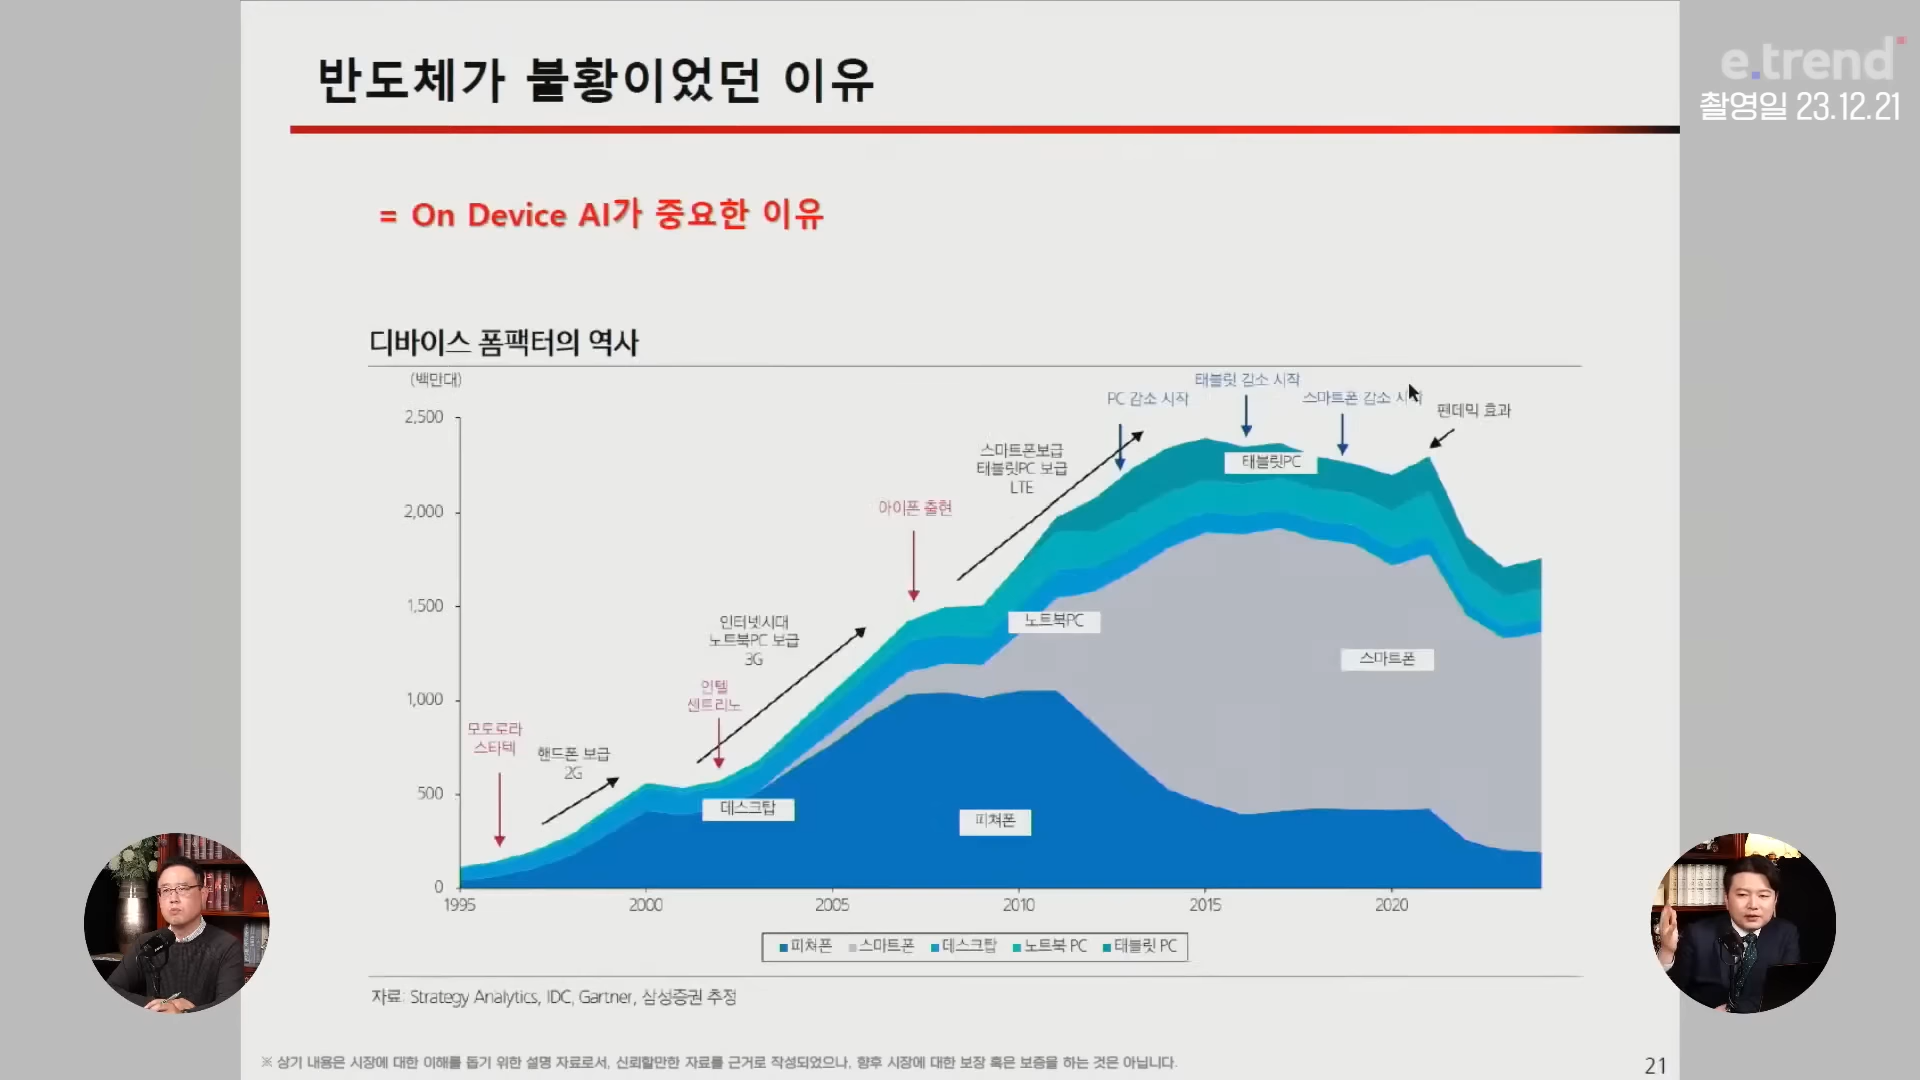 반도체가 불황이었던 이유
e.trend
촬영일 23.12.21
= On Device AI가 중요한 이유
디바이스 폼팩터의 역사
(백만대)
태블릿 감소 시작
PC 감소 시작
스마트폰 감소
팬데믹 효과
2,500
스마트폰보급
태블릿PC 보급
LTE
태블릿PC
2,000
아이폰 출현
1,500
인터넷시대
노트북PC 보급
3G
노트북PC
스마트폰
1,000
인텔
센트리노
모토로라
스타텍
핸드폰 보급
2G
500
데스크탑
피쳐폰
0
1995 2000 2005 2010 2015 2020
피쳐폰 스마트폰 데스크탑 노트북 PC 태블릿 PC
자료: Strategy Analytics, IDC, Gartner, 삼성증권 추정
※ 상기 내용은 시장에 대한 이해를 돕기 위한 설명 자료로서, 신뢰할만한 자료를 근거로 작성되었으나, 향후 시장에 대한 보장 혹은 보증을 하는 것은 아닙니다.
21